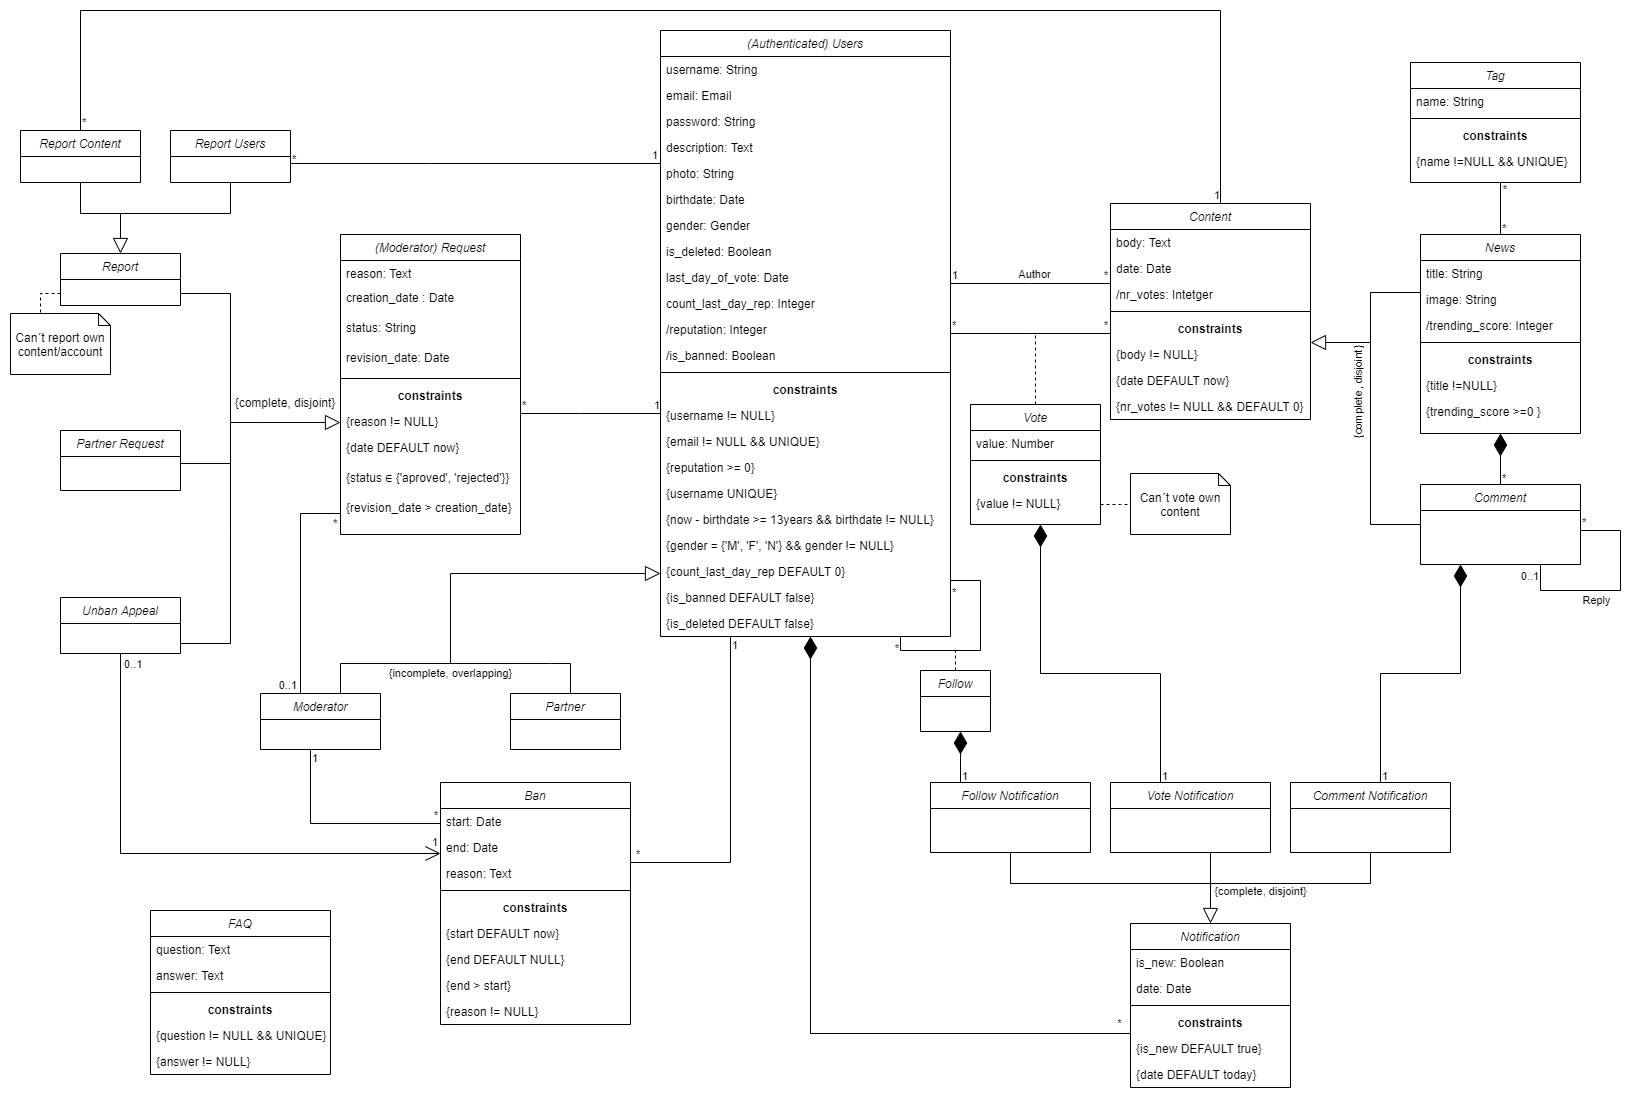 (Authenticated) Users
username: String
email: Email
password: String
description: Text
photo: String
birthdate: Date
gender: Gender
is_deleted: Boolean
last_day_of_vote: Date
count_last_day_rep: Integer
/reputation: Integer
/is_banned: Boolean
constraints
{username != NULL}
{email != NULL && UNIQUE}
{reputation >= 0}
{username UNIQUE}
{now - birthdate >= 13years && birthdate != NULL}
{gender = {'M', 'F', 'N'} && gender != NULL}
{count_last_day_rep DEFAULT 0}
{is_banned DEFAULT false}
{is_deleted DEFAULT false}
*
Report Content
Report Users
*
1
Report
Can´t report own
content/account
(Moderator) Request
reason: Text
creation_date : Date
status: String
revision_date: Date
constraints
{reason != NULL}
{date DEFAULT now}
{status ∈ {'aproved', 'rejected'}}
{revision_date > creation_date}
{complete, disjoint}
*
1
*
Partner Request
Unban Appeal
0..1
0..1
Moderator
{incomplete, overlapping}
Partner
1
*
1
Ban
start: Date
end: Date
reason: Text
constraints
{start DEFAULT now}
{end DEFAULT NULL}
{end > start}
{reason != NULL}
*
1
FAQ
question: Text
answer: Text
constraints
{question != NULL && UNIQUE}
{answer != NULL}
1
Content
body: Text
date: Date
/nr_votes: Intetger
constraints
{body != NULL}
{date DEFAULT now}
{nr_votes != NULL && DEFAULT 0}
1
Author
*
*
*
Vote
value: Number
constraints
{value != NULL}
Can´t vote own
content
Tag
name: String
constraints
{name !=NULL && UNIQUE}
*
*
News
title: String
image: String
/trending_score: Integer
constraints
{title !=NULL}
{trending_score >=0 }
{complete, disjoint}
*
Comment
*
0..1
Reply
*
*
Follow
1
Follow Notification
1
Vote Notification
1
Comment Notification
{complete, disjoint}
Notification
is_new: Boolean
date: Date
constraints
{is_new DEFAULT true}
{date DEFAULT today}
*